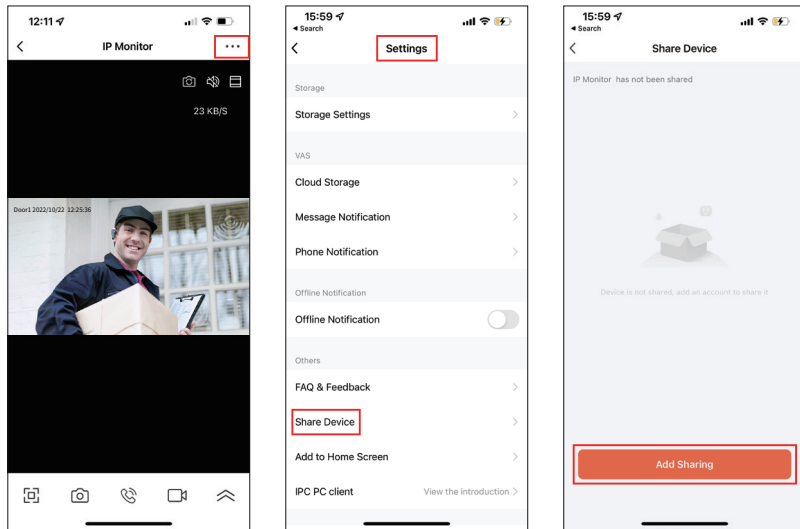 12:11
IP Monitor
23 KB/S
Door1 2022/10/22 12:25:36
15:59
Search
Settings
Storage
Storage Settings
VAS
Cloud Storage
Message Notification
Phone Notification
Offline Notification
Offline Notification
Others
FAQ & Feedback
Share Device
Add to Home Screen
IPC PC client View the introduction
15:59
Search
Share Device
IP Monitor has not been shared
Device is not shared, add an account to share it
Add Sharing